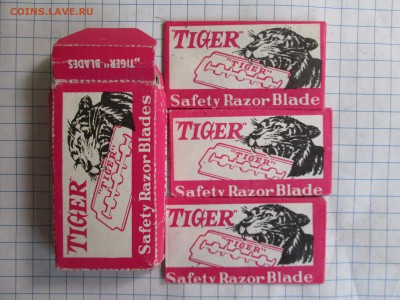 COINS.LAVE.RU
"TIGER" BLADES
TIGER
"TIGER"
Safety Razor Blades
TIGER
"TIGER"
Safety Razor Blade
TIGER
"TIGER"
Safety Razor Blade
TIGER
"TIGER"
Safety Razor Blade